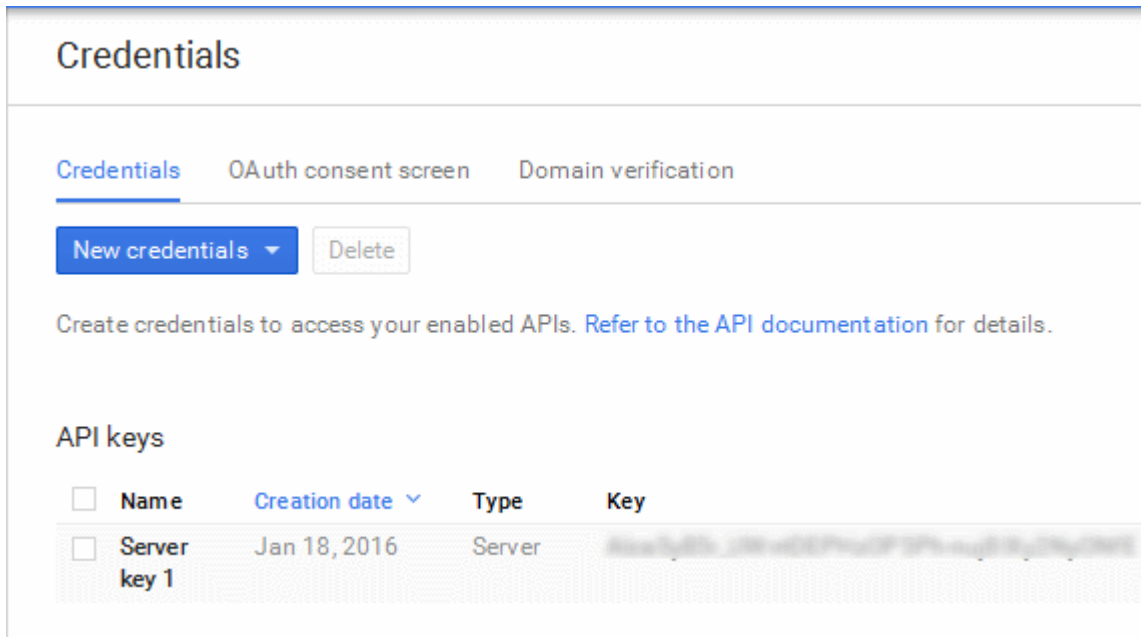 Credentials
Credentials OAuth consent screen Domain verification
New credentials Delete
Create credentials to access your enabled APIs. Refer to the API documentation for details.
API keys
Name Creation date Type Key
Server Jan 18, 2016 Server
key 1